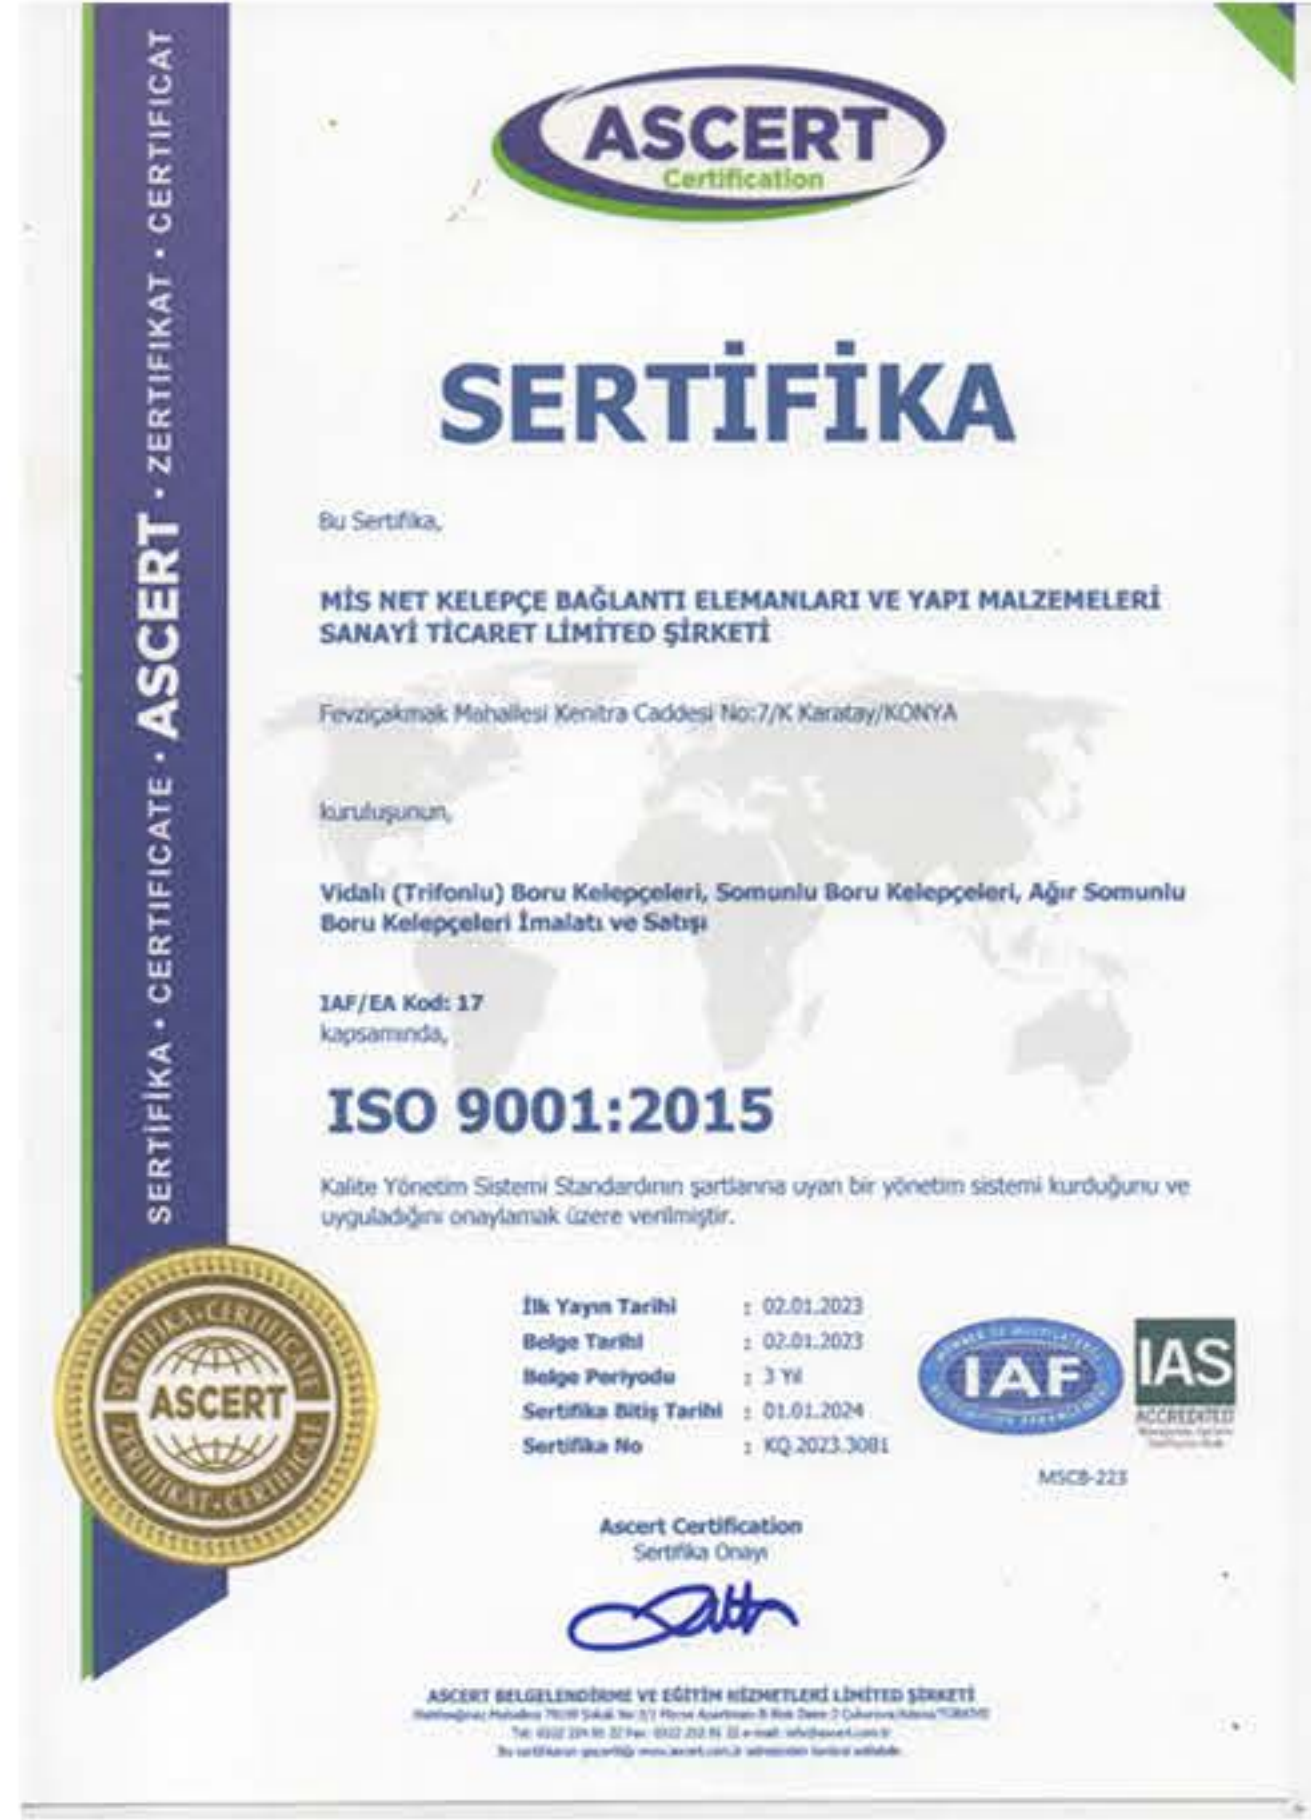 ASCERT
Certification
SERTİFİKA • CERTIFICATE • ASCERT • ZERTIFIKAT • CERTIFICAT
SERTİFİKA
Bu Sertifika,
MİS NET KELEPÇE BAĞLANTI ELEMANLARI VE YAPI MALZEMELERİ
SANAYİ TİCARET LİMİTED ŞİRKETİ
Fevziçakmak Mahallesi Kenitra Caddesi No:7/K Karatay/KONYA
kuruluşunun,
Vidalı (Trifonlu) Boru Kelepçeleri, Somunlu Boru Kelepçeleri, Ağır Somunlu
Boru Kelepçeleri İmalatı ve Satışı
IAF/EA Kod: 17
kapsamında,
ISO 9001:2015
Kalite Yönetim Sistemi Standardının şartlarına uyan bir yönetim sistemi kurduğunu ve
uyguladığını onaylamak üzere verilmiştir.
İlk Yayın Tarihi : 02.01.2023
Belge Tarihi : 02.01.2023
Belge Periyodu : 3 Yıl
Sertifika Bitiş Tarihi : 01.01.2024
Sertifika No : KQ.2023.3081
SERTİFİKA • CERTIFICATE
ASCERT
ZERTIFIKAT • CERTIFICAT
IAF
IAS
ACCREDITED
MSCB-223
Ascert Certification
Sertifika Onayı
ASCERT BELGELENDİRME VE EĞİTİM HİZMETLERİ LİMİTED ŞİRKETİ